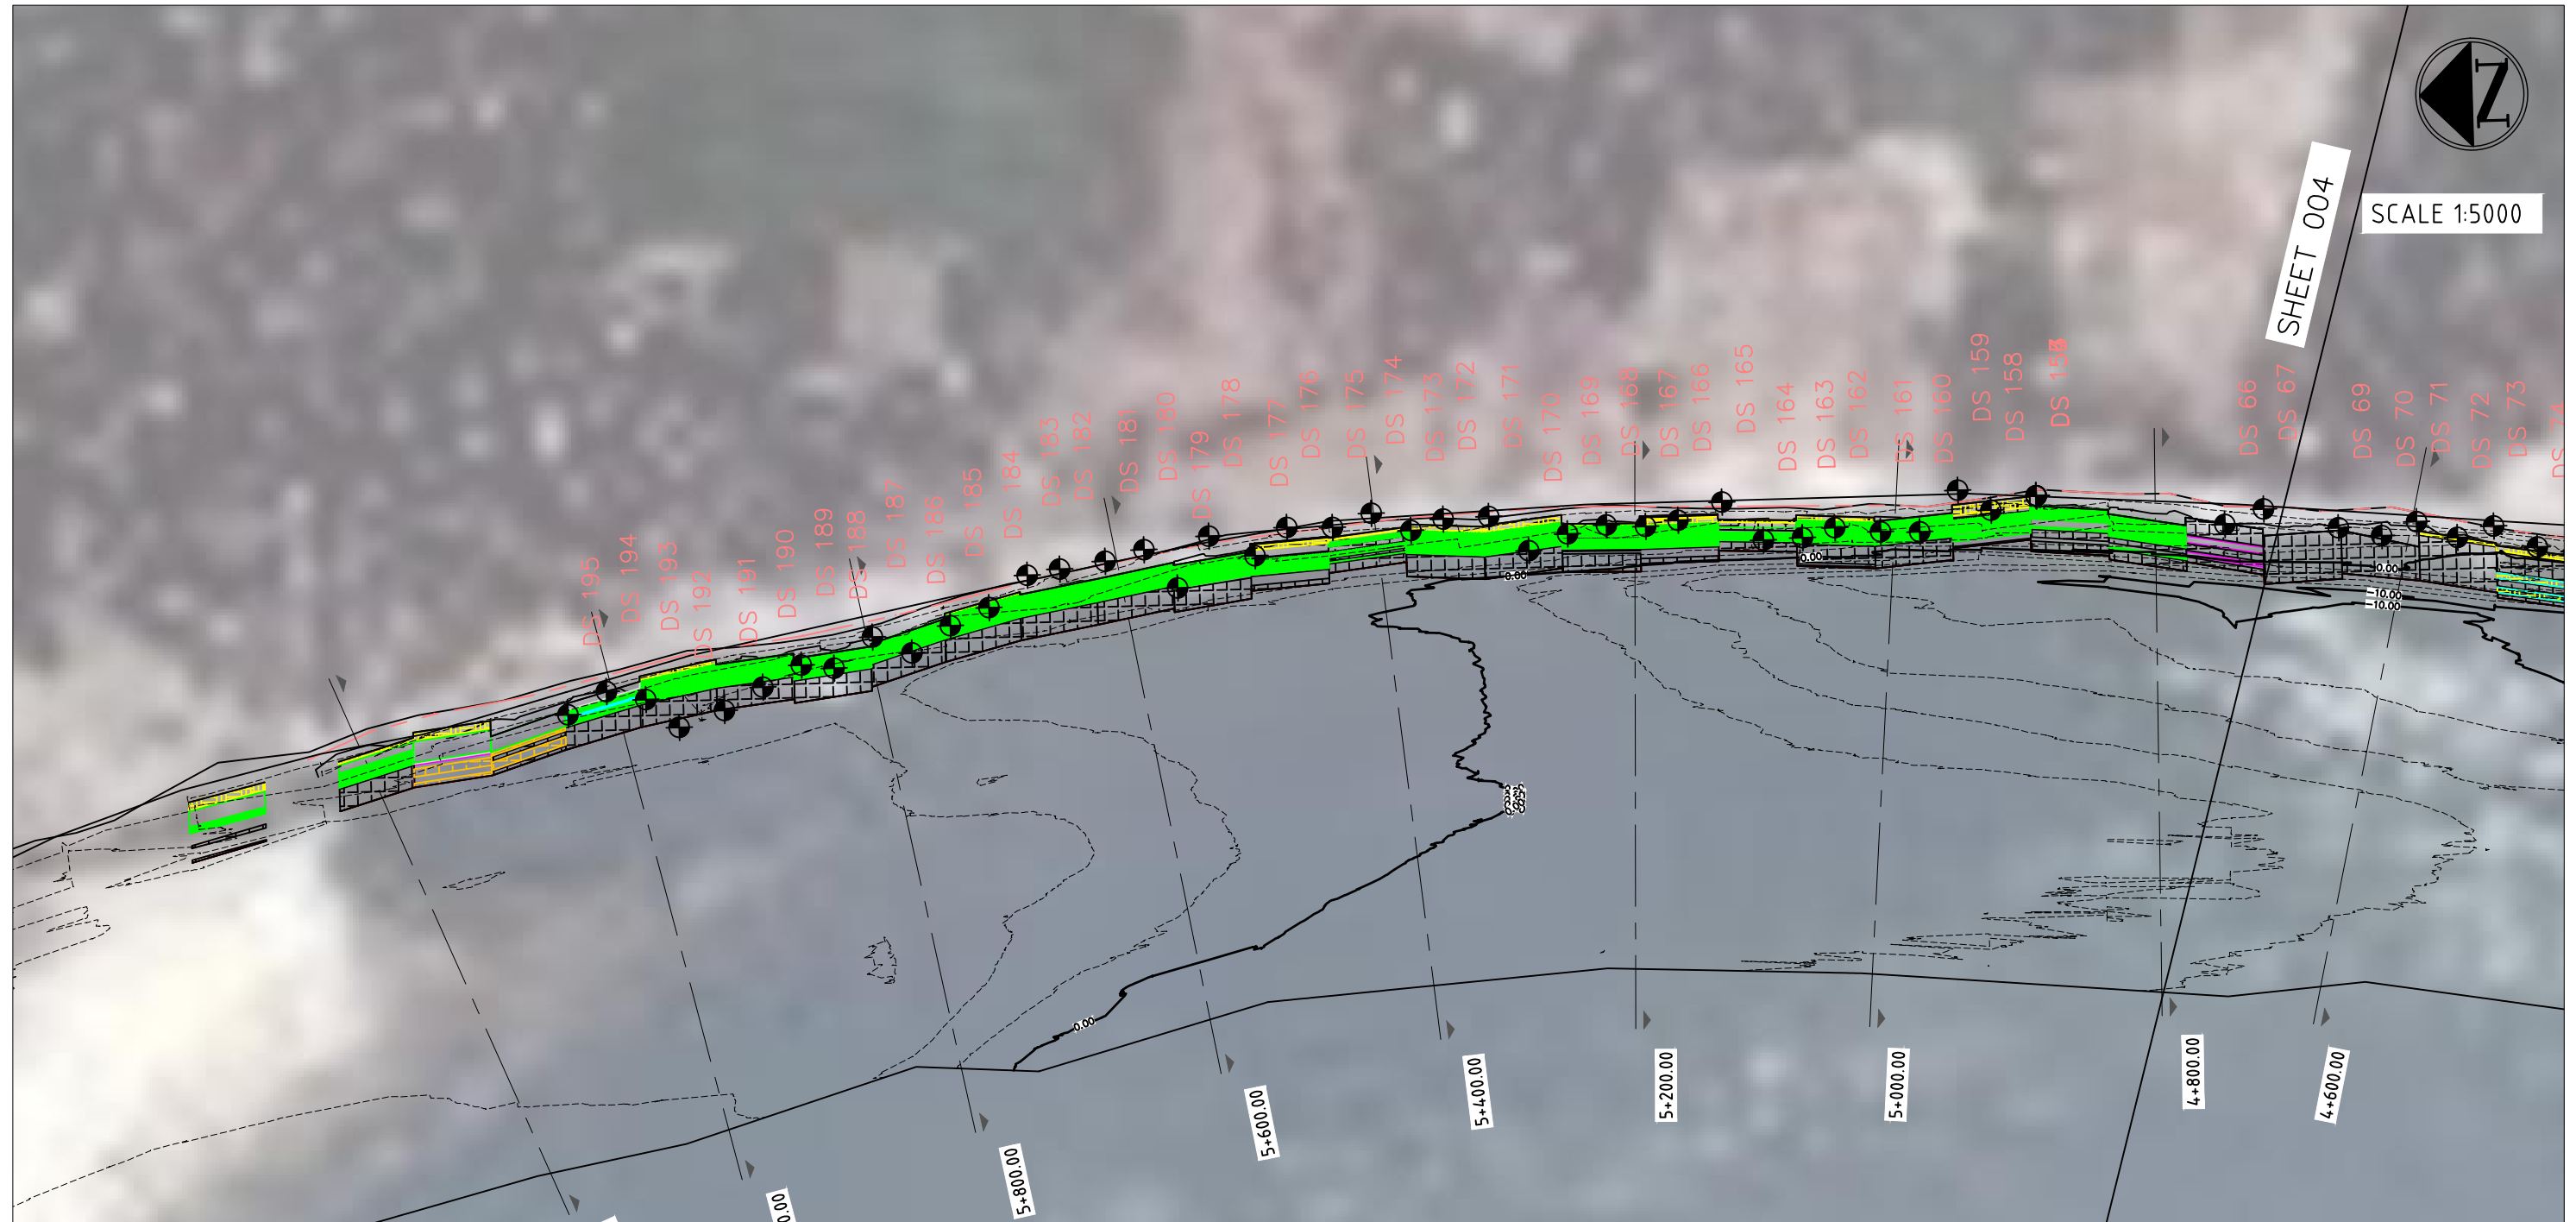 N
SCALE 1:5000
SHEET 004
DS 195
DS 194
DS 193
DS 192
DS 191
DS 190
DS 189
DS 188
DS 187
DS 186
DS 185
DS 184
DS 183
DS 182
DS 181
DS 180
DS 179
DS 178
DS 177
DS 176
DS 175
DS 174
DS 173
DS 172
DS 171
DS 170
DS 169
DS 168
DS 167
DS 166
DS 165
DS 164
DS 163
DS 162
DS 161
DS 160
DS 159
DS 158
DS
DS 66
DS 67
DS 69
DS 70
DS 71
DS 72
DS 73
DS 74
0.00
0.00
0.00
-10.00
-10.00
0.00
0.00
5+800.00
5+600.00
5+400.00
5+200.00
5+000.00
4+800.00
4+600.00